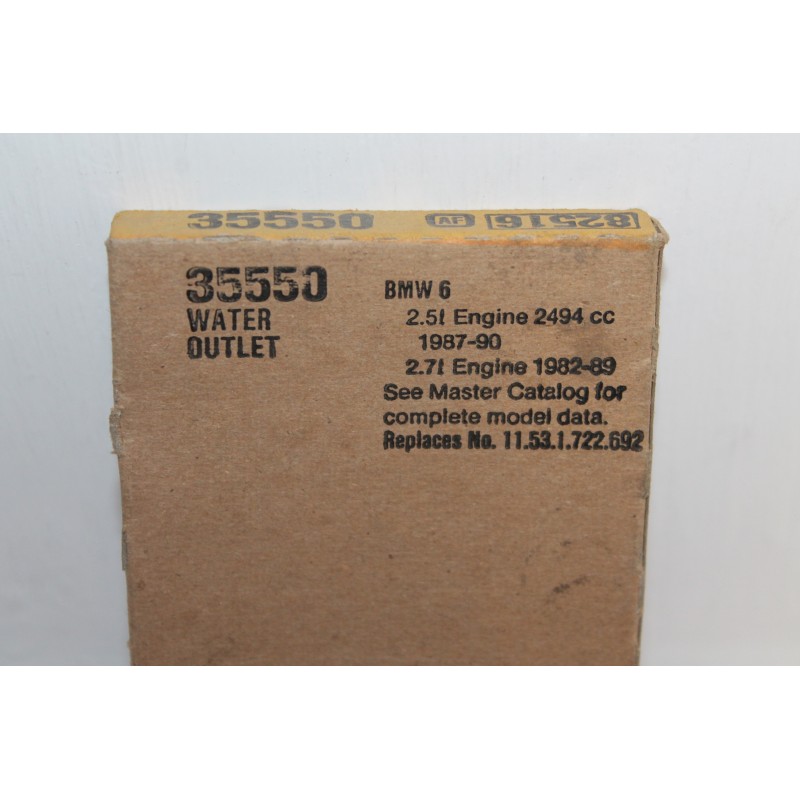 35550 AF 82516
35550
WATER
OUTLET
BMW 6
2.5l Engine 2494 cc
1987-90
2.7l Engine 1982-89
See Master Catalog for
complete model data.
Replaces No. 11.53.1.722.692